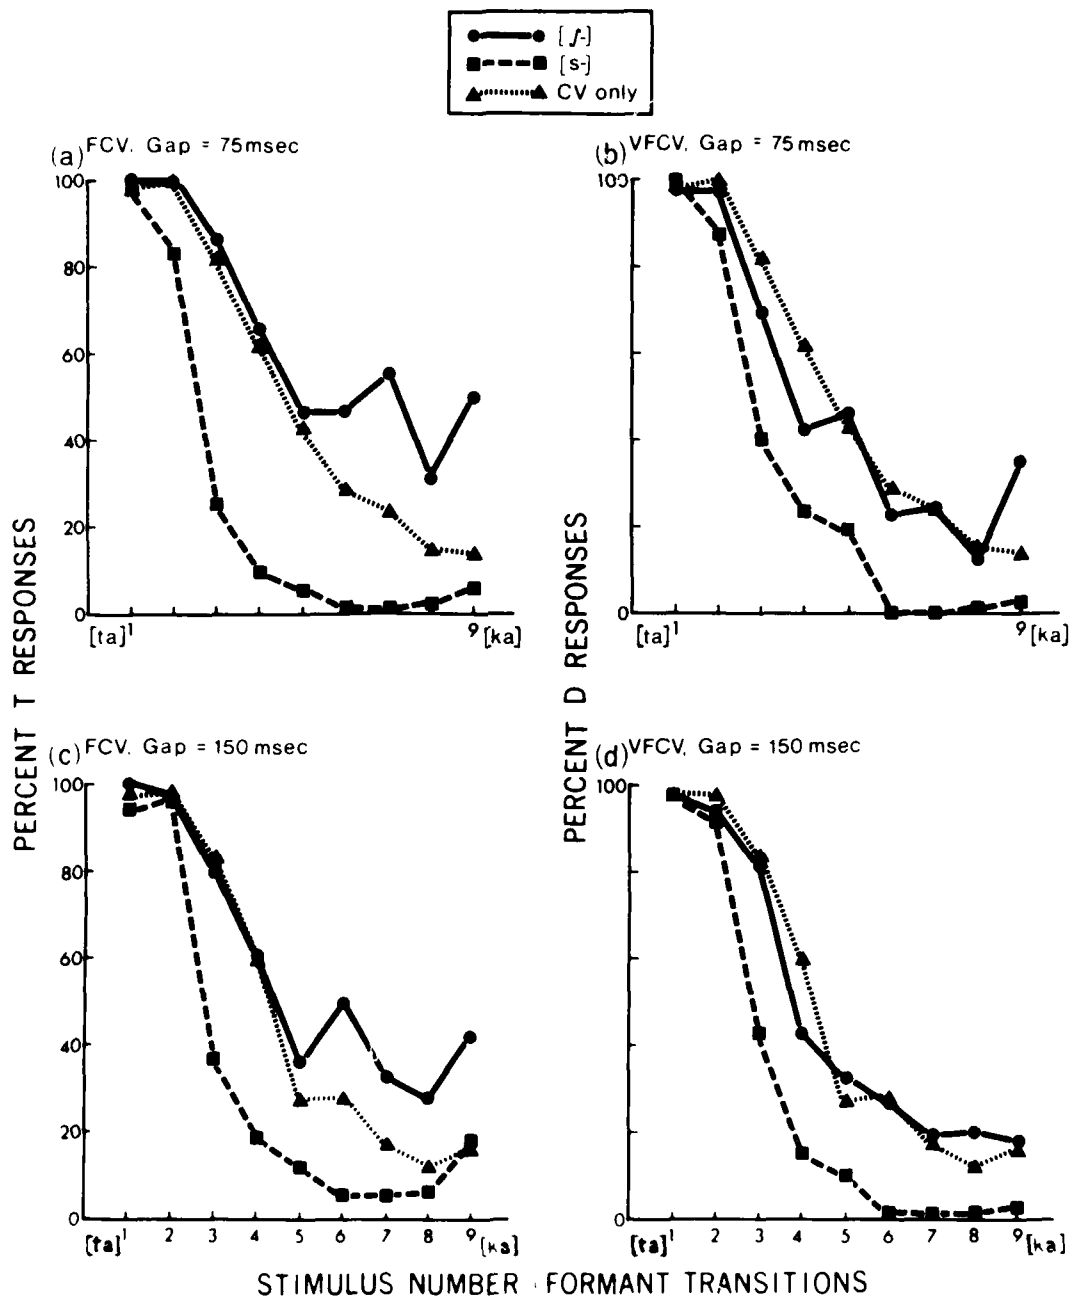 [ʃ-]
[s-]
CV only
(a) FCV. Gap = 75 msec
(b) VFCV, Gap = 75 msec
100
80
60
40
20
0
[ta] 1
9 [ka]
100
0
[ta] 1
9 [ka]
PERCENT T RESPONSES
PERCENT D RESPONSES
(c) FCV. Gap = 150 msec
(d) VFCV, Gap = 150 msec
100
80
60
40
20
0
[ta] 1 2 3 4 5 6 7 8 9 [ka]
100
0
[ta] 1 2 3 4 5 6 7 8 9 [ka]
STIMULUS NUMBER : FORMANT TRANSITIONS